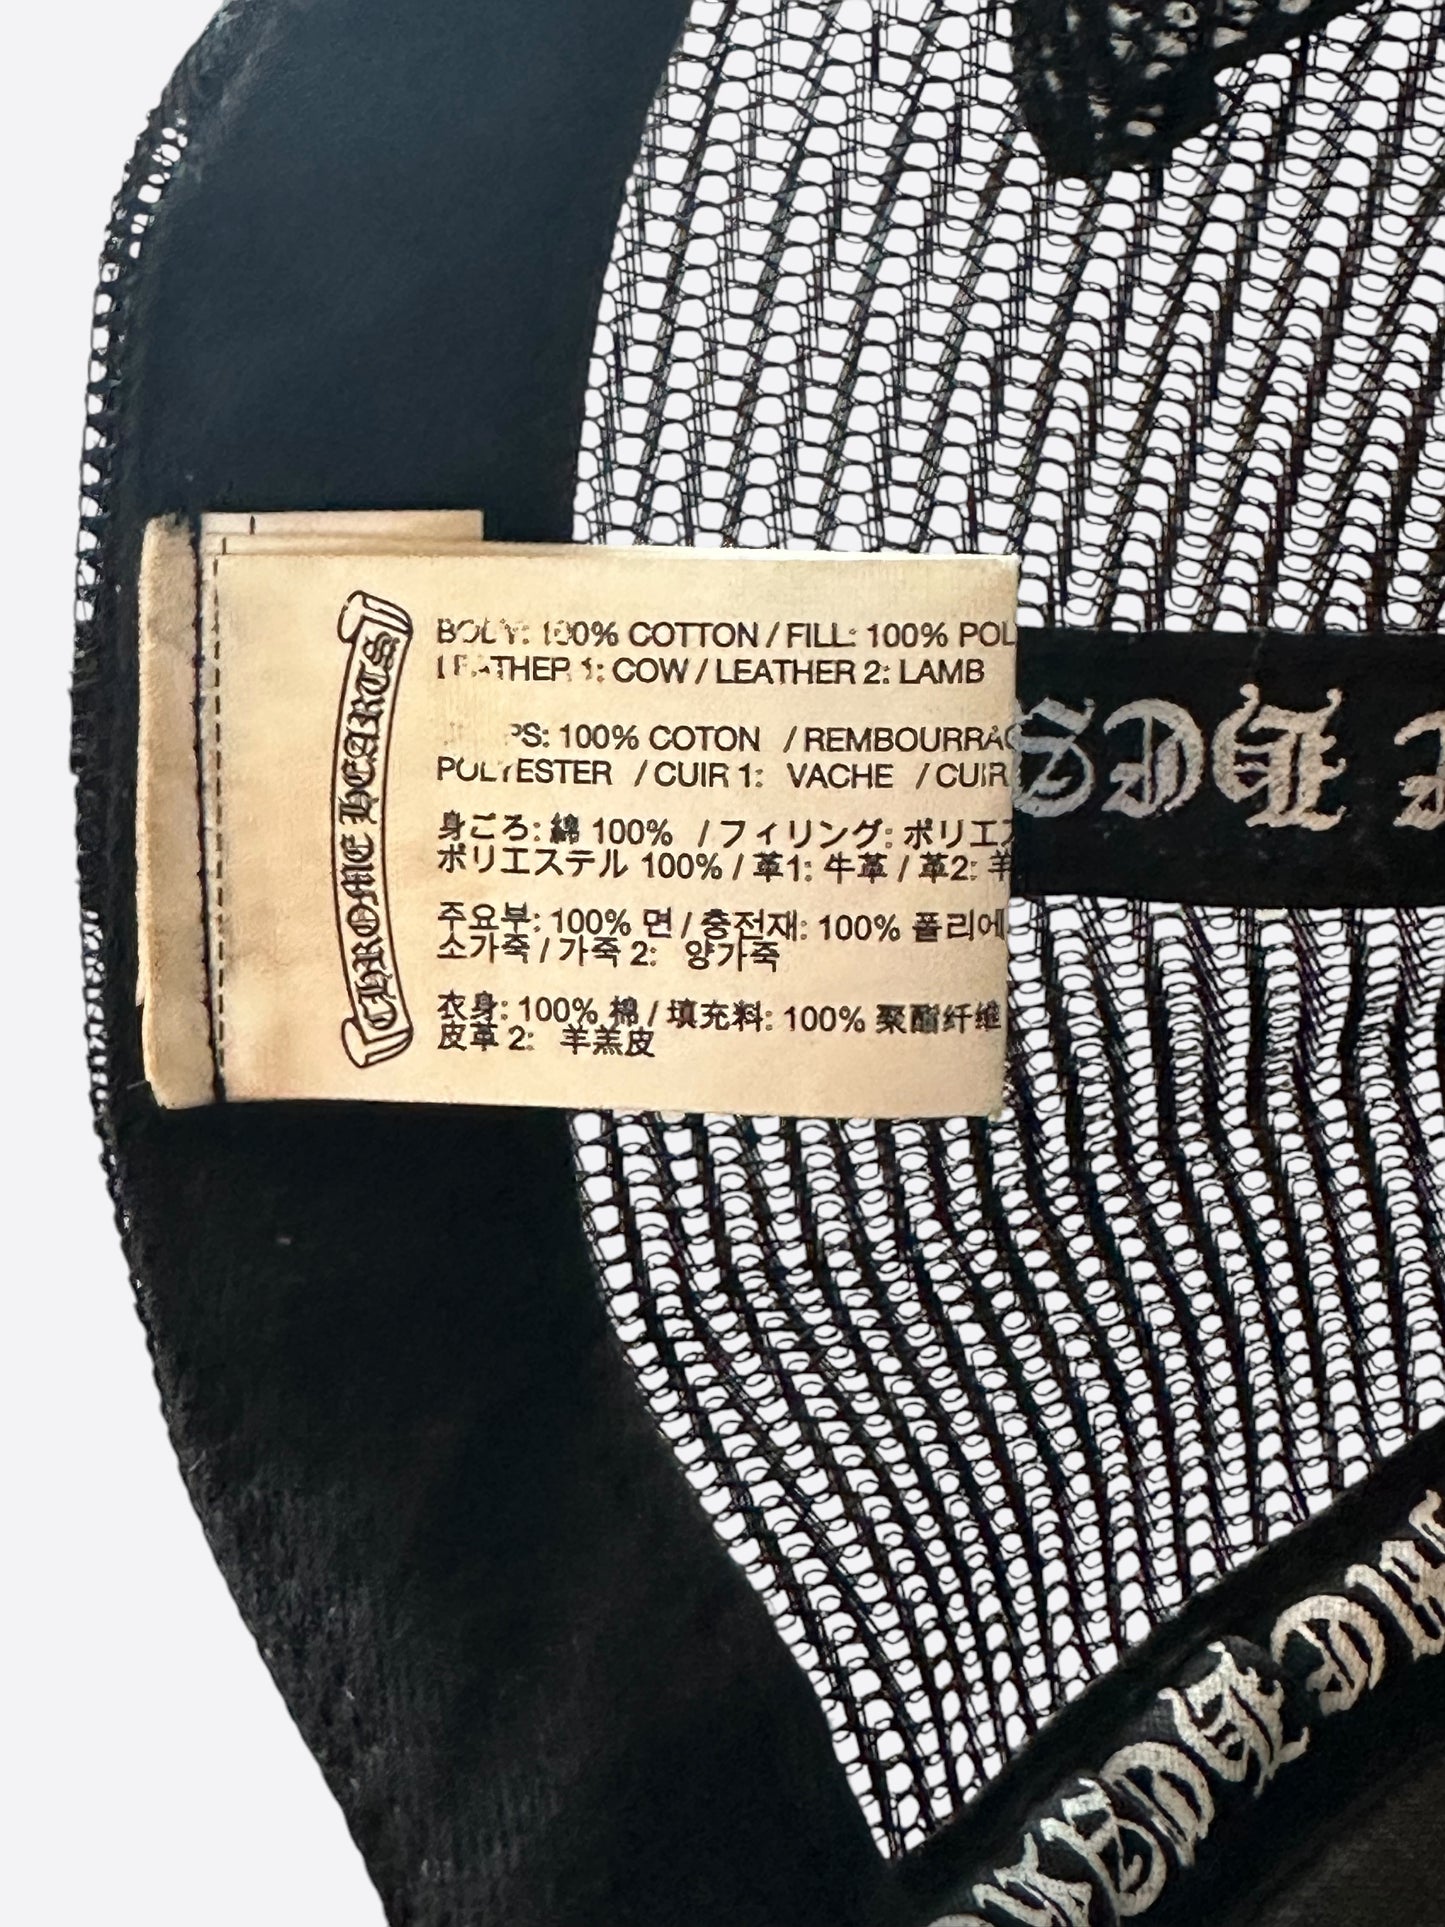 CHROME HEARTS
BODY: 100% COTTON / FILL: 100% POL
LEATHER 1: COW / LEATHER 2: LAMB
PS: 100% COTON / REMBOURRAG
POLYESTER / CUIR 1: VACHE / CUIR
身ごろ: 綿 100% / フィリング: ポリエス
ポリエステル 100% / 革1: 牛革 / 革2: 羊
주요부: 100% 면 / 충전재: 100% 폴리에
소가죽 / 가죽 2: 양가죽
衣身: 100% 棉 / 填充料: 100% 聚酯纤维
皮革 2: 羊羔皮